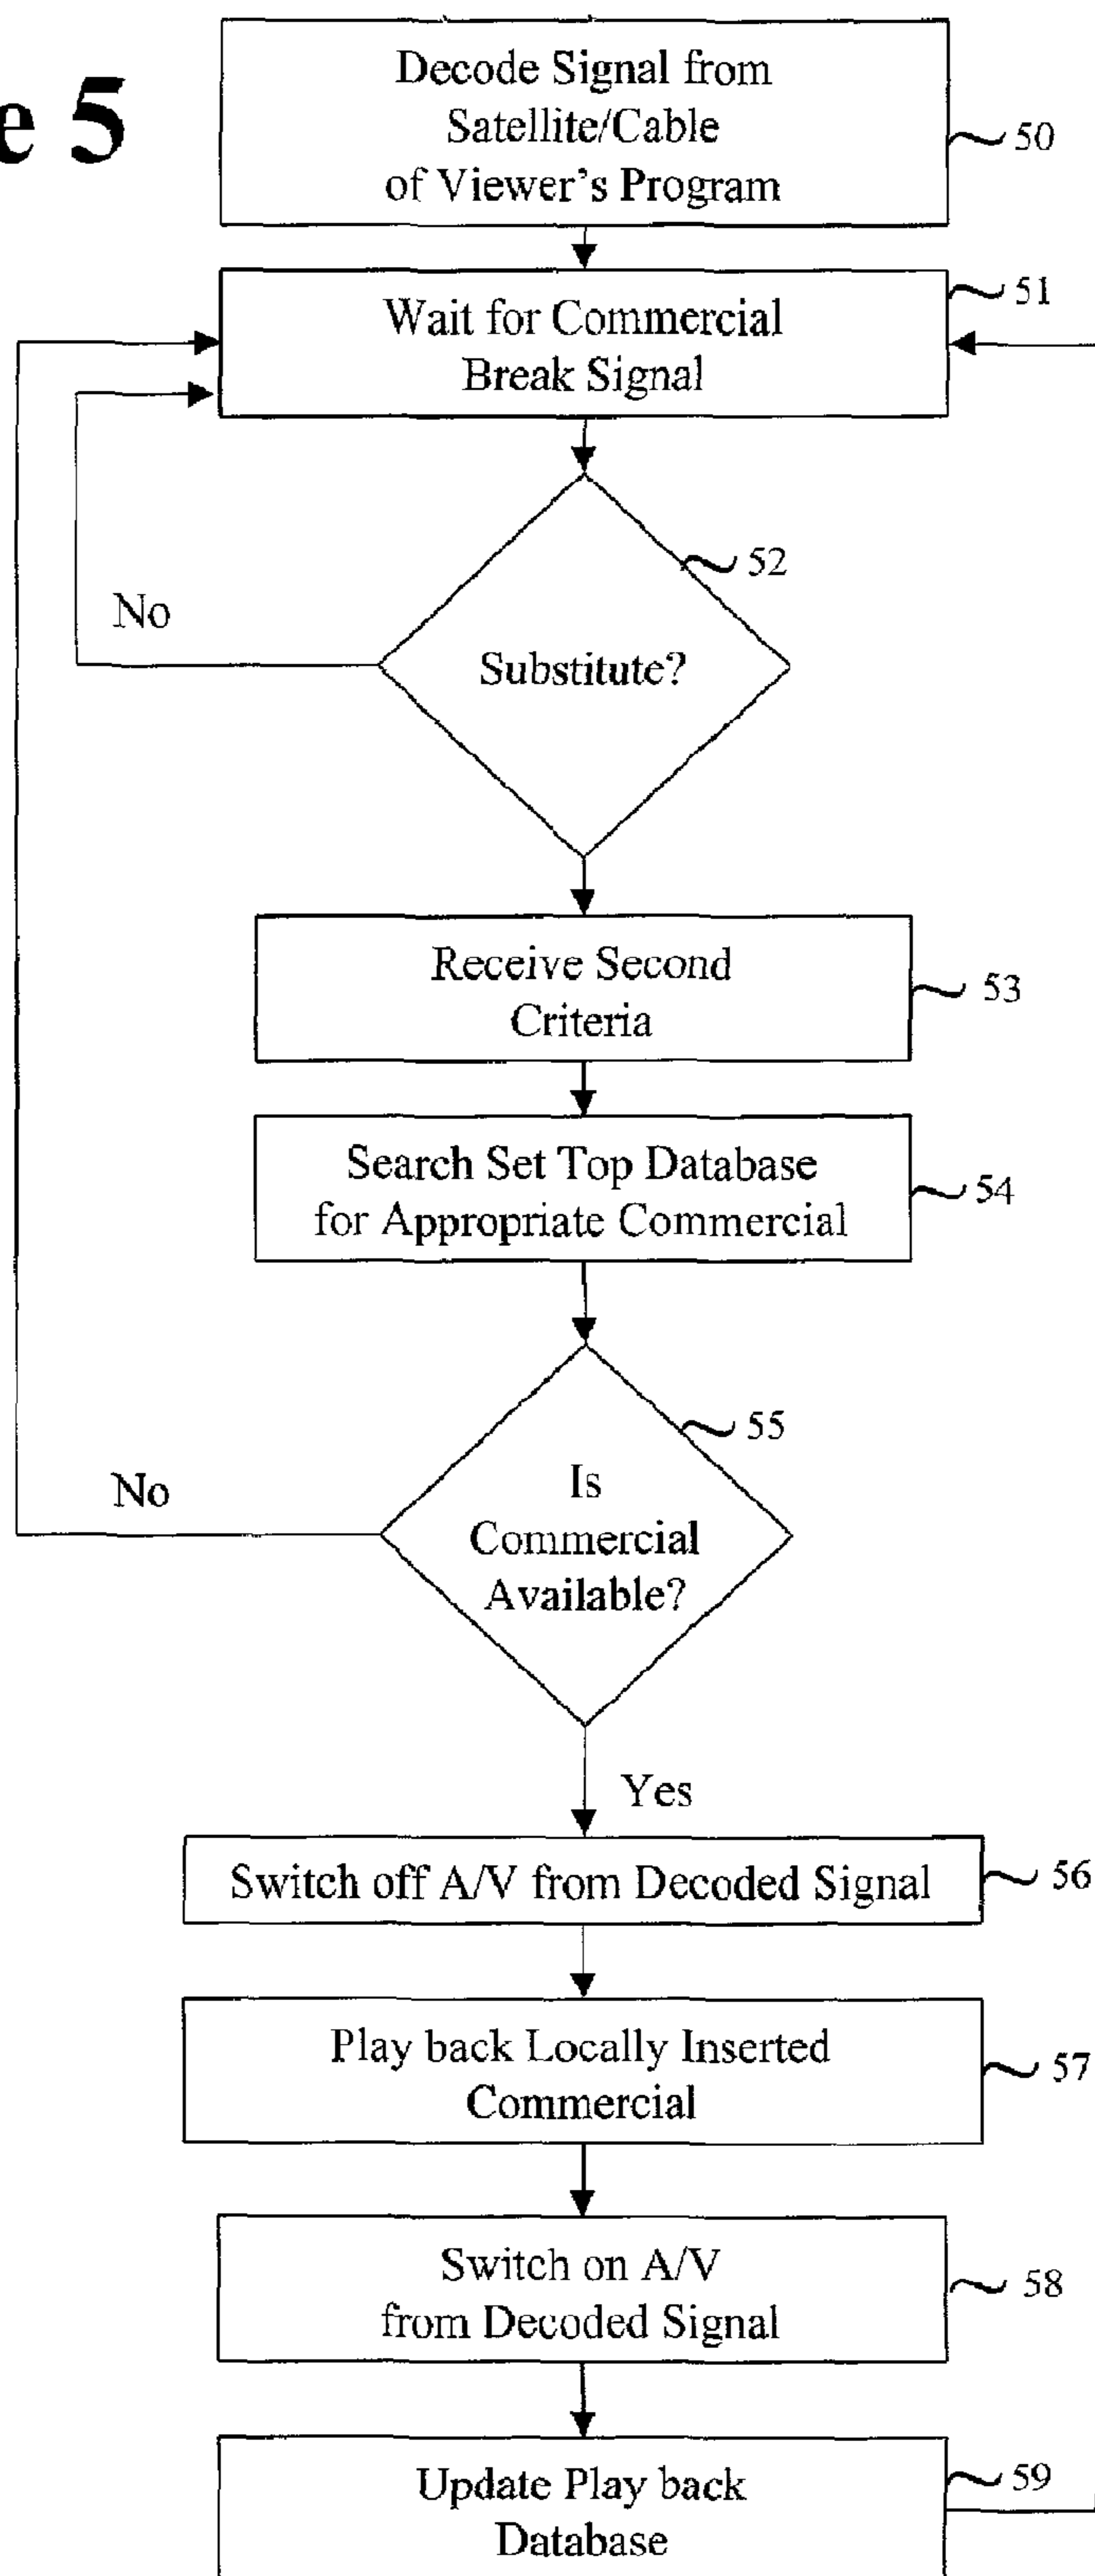 e 5
Decode Signal from
Satellite/Cable
of Viewer's Program
50
Wait for Commercial
Break Signal
51
52
No
Substitute?
Receive Second
Criteria
53
Search Set Top Database
for Appropriate Commercial
54
55
Is
Commercial
Available?
No
Yes
Switch off A/V from Decoded Signal
56
Play back Locally Inserted
Commercial
57
Switch on A/V
from Decoded Signal
58
Update Play back
Database
59